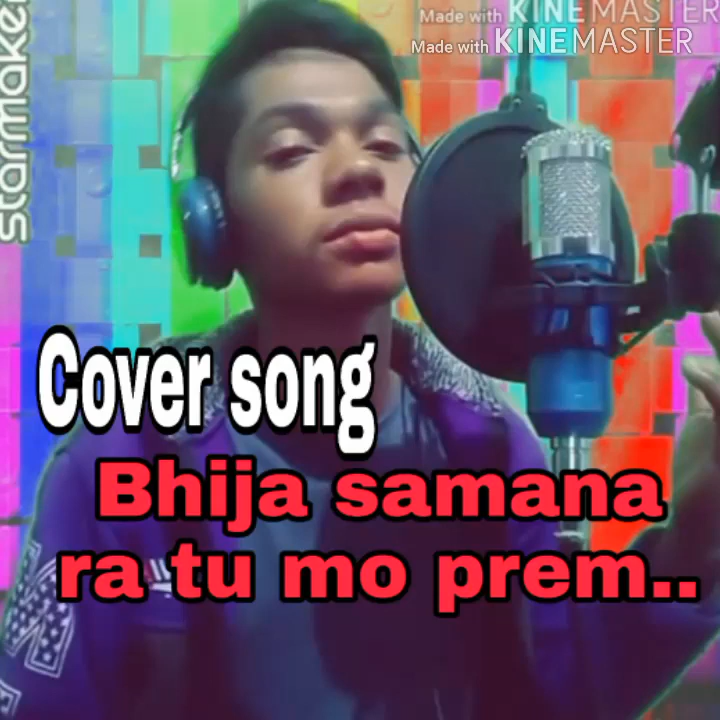 Made with KINEMASTER
Made with KINEMASTER
starmaker
Cover song
Bhija samana
ra tu mo prem..